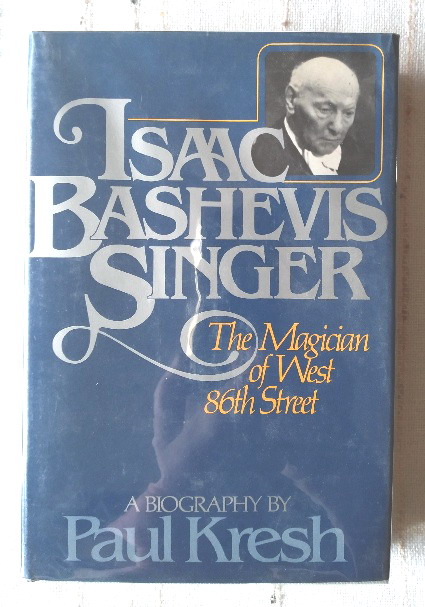 Isaac
Bashevis
Singer
The Magician
of West
86th Street
A BIOGRAPHY BY
Paul Kresh